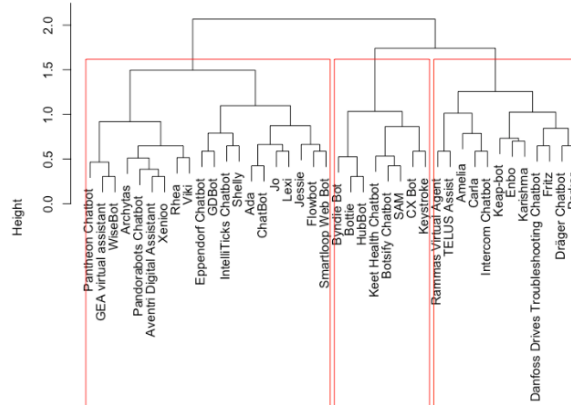 2.0
1.5
1.0
0.5
0.0
Height
Pantheon Chatbot
GEA virtual assistant
WiseBot
Archytas
Pandorabots Chatbot
Aventri Digital Assistant
Xenioo
Rhea
Viki
Eppendorf Chatbot
GDBot
IntelliTicks Chatbot
Shelly
Ada
ChatBot
Jo
Lexi
Jessie
Flowbot
Smartloop Web Bot
Byrndie Bot
Bottie
HubBot
Keet Health Chatbot
Botsify Chatbot
SAM
CX Bot
Keystroke
Rammas Virtual Agent
TELUS Assist
Amelia
Carla
Intercom Chatbot
Keap-bot
Enbo
Karishma
Danfoss Drives Troubleshooting Chatbot
Fritz
Dräger Chatbot